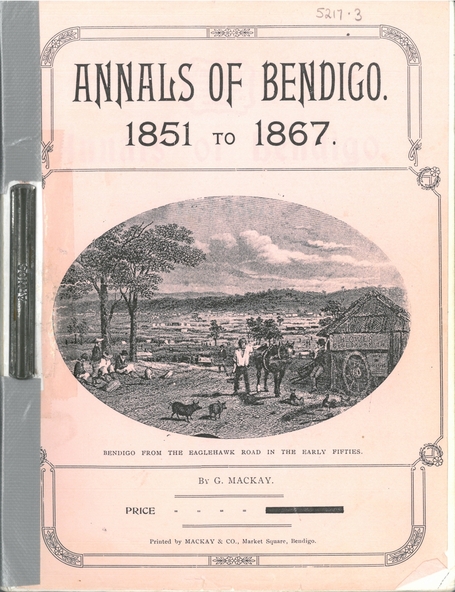 5217.3
ANNALS OF BENDIGO.
1851 TO 1867.
BENDIGO FROM THE EAGLEHAWK ROAD IN THE EARLY FIFTIES.
By G. MACKAY.
PRICE - - - -
Printed by MACKAY & CO., Market Square, Bendigo.